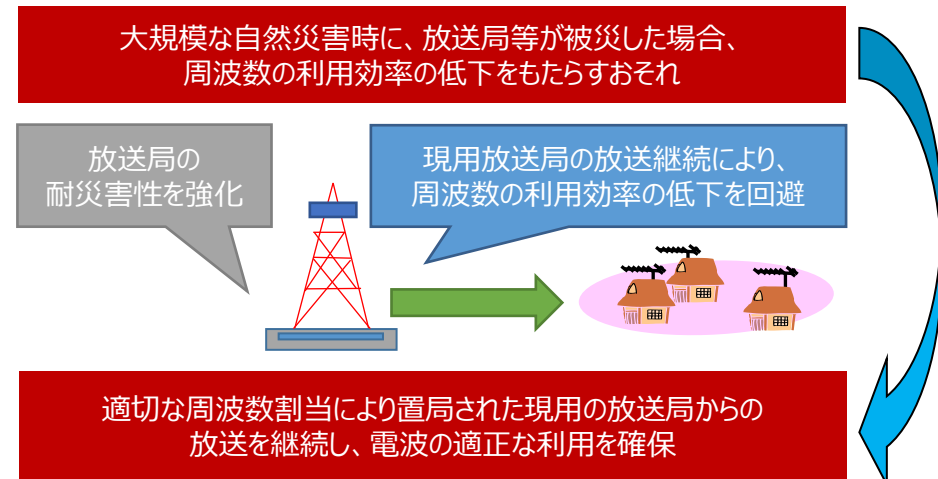 大規模な自然災害時に、放送局等が被災した場合、
周波数の利用効率の低下をもたらすおそれ
放送局の
耐災害性を強化
現用放送局の放送継続により、
周波数の利用効率の低下を回避
適切な周波数割当により置局された現用の放送局からの
放送を継続し、電波の適正な利用を確保